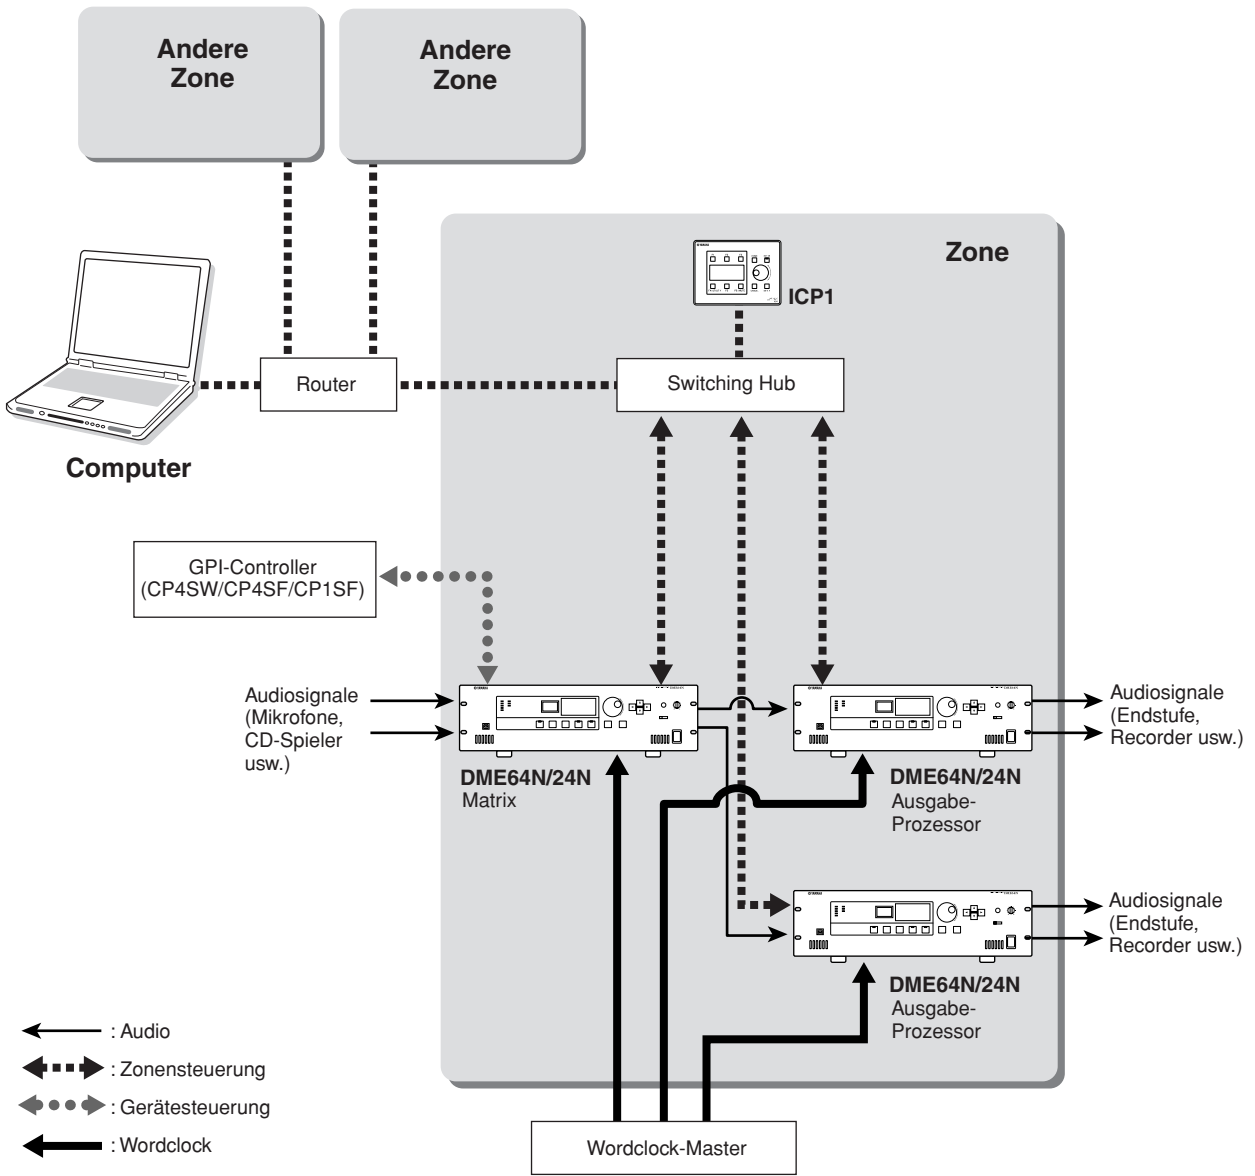 Andere
Zone
Andere
Zone
Zone
ICP1
Router
Switching Hub
Computer
GPI-Controller
(CP4SW/CP4SF/CP1SF)
Audiosignale
(Mikrofone,
CD-Spieler
usw.)
DME64N/24N
Matrix
DME64N/24N
Ausgabe-
Prozessor
Audiosignale
(Endstufe,
Recorder usw.)
DME64N/24N
Ausgabe-
Prozessor
Audiosignale
(Endstufe,
Recorder usw.)
: Audio
: Zonensteuerung
: Gerätesteuerung
: Wordclock
Wordclock-Master